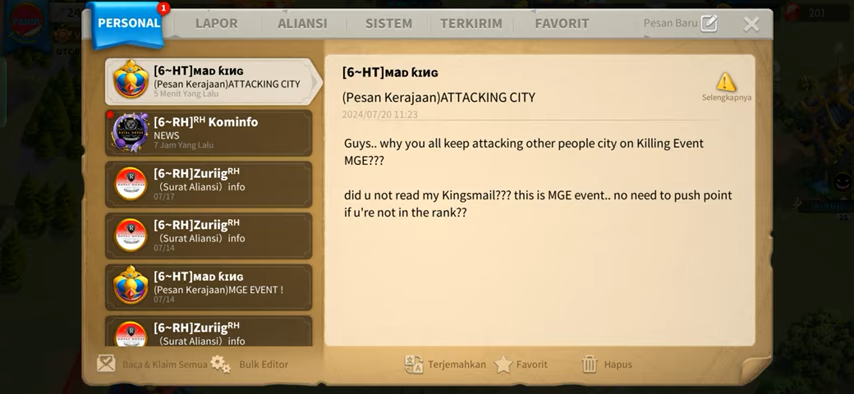 PERSONAL
1
LAPOR
ALIANSI
SISTEM
TERKIRIM
FAVORIT
Pesan Baru
201
[6~HT]ᴍᴀᴅ ƙɪɴɢ
(Pesan Kerajaan)ATTACKING CITY
5 Menit Yang Lalu
[6~RH]ᴿᴴ Kominfo
NEWS
7 Jam Yang Lalu
[6~RH]Zuriigᴿᴴ
（Surat Aliansi）info
07/17
[6~RH]Zuriigᴿᴴ
（Surat Aliansi）info
07/14
[6~HT]ᴍᴀᴅ ƙɪɴɢ
(Pesan Kerajaan)MGE EVENT !
07/14
[6~RH]Zuriigᴿᴴ
（Surat Aliansi）info
[6~HT]ᴍᴀᴅ ƙɪɴɢ
(Pesan Kerajaan)ATTACKING CITY
2024/07/20 11:23
Selengkapnya
Guys.. why you all keep attacking other people city on Killing Event
MGE???
did u not read my Kingsmail??? this is MGE event.. no need to push point
if u're not in the rank??
Baca & Klaim Semua
Bulk Editor
Terjemahkan
Favorit
Hapus